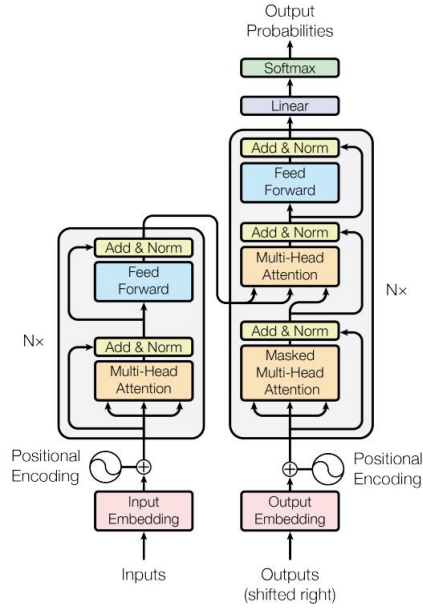 Output
Probabilities
Softmax
Linear
Add & Norm
Feed
Forward
Add & Norm
Multi-Head
Attention
Add & Norm
Masked
Multi-Head
Attention
N×
Add & Norm
Feed
Forward
Add & Norm
Multi-Head
Attention
N×
Positional
Encoding
Positional
Encoding
Input
Embedding
Output
Embedding
Inputs
Outputs
(shifted right)